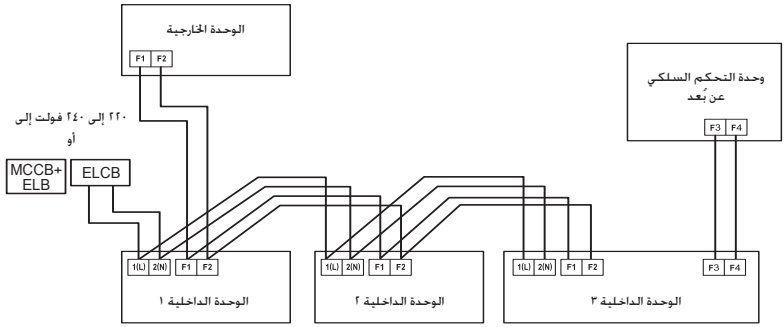 الوحدة الخارجية
F1 F2
وحدة التحكم السلكي
عن بُعد
F3 F4
٢٢٠ إلى ٢٤٠ فولت إلى
أو
MCCB+
ELB
ELCB
1(L) 2(N) F1 F2
الوحدة الداخلية ١
1(L) 2(N) F1 F2
الوحدة الداخلية ٢
1(L) 2(N) F1 F2
F3 F4
الوحدة الداخلية ٣